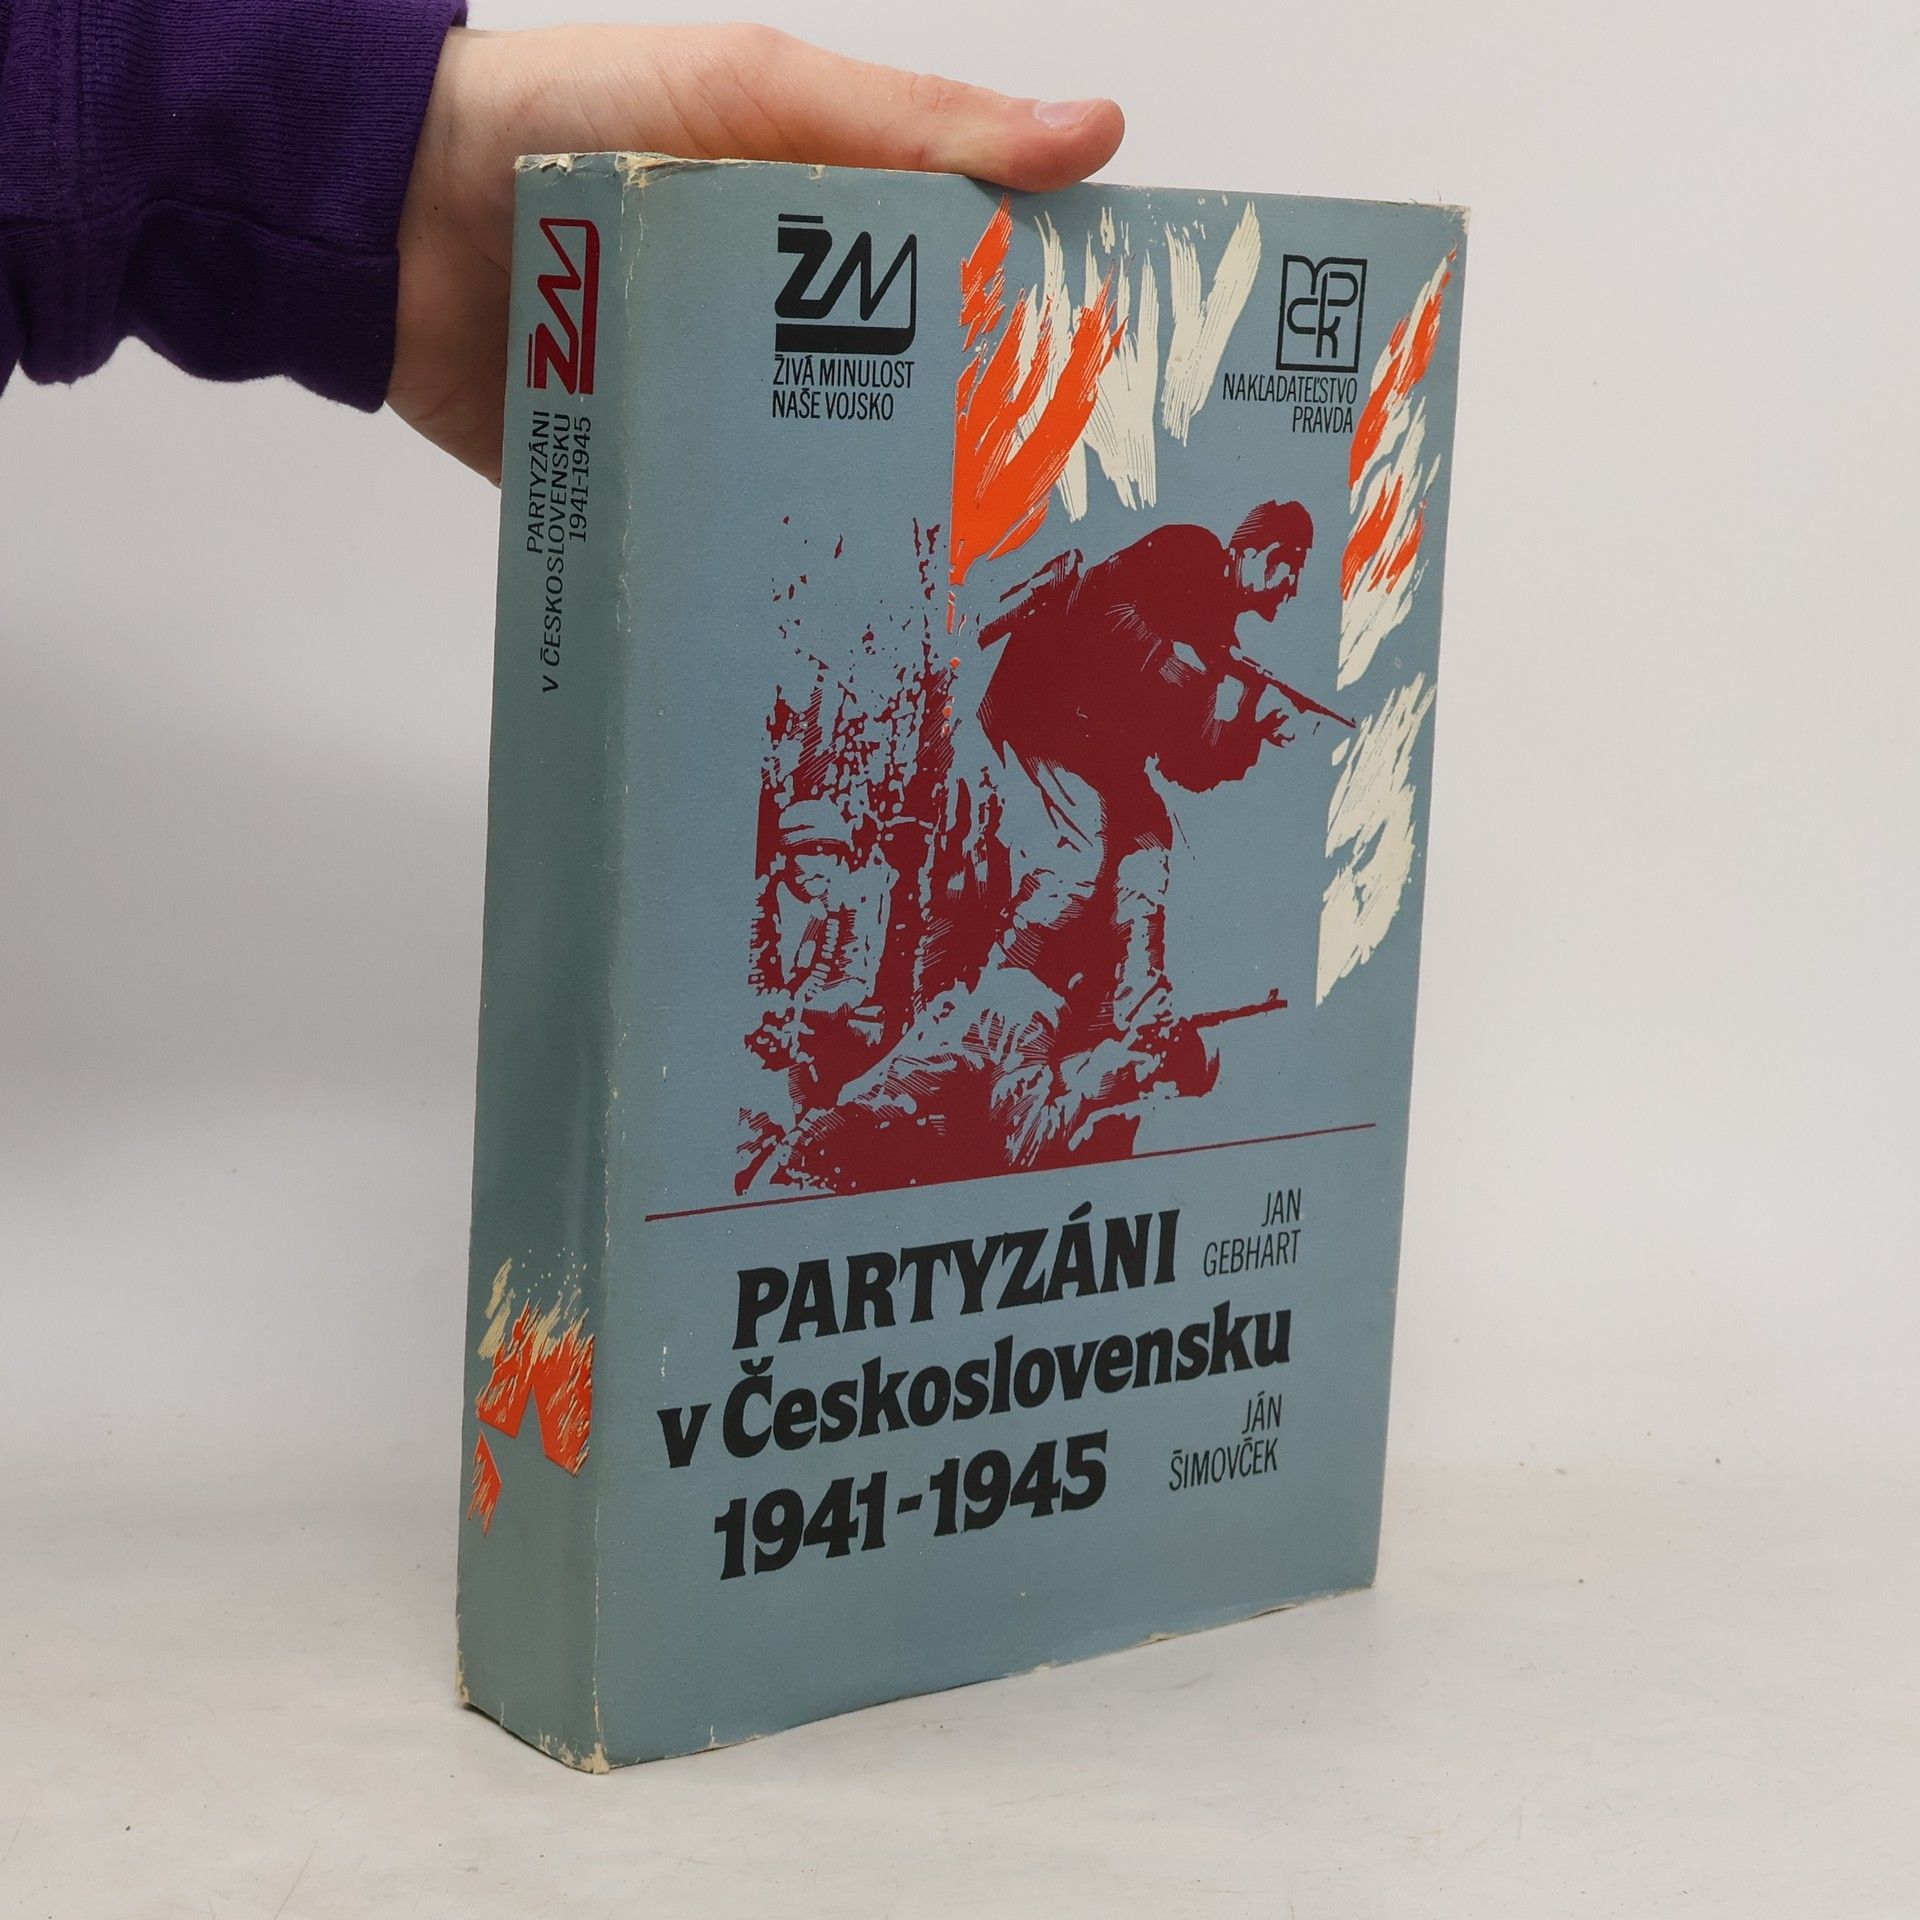 ŽM
PARTYZÁNI
V ČESKOSLOVENSKU
1941-1945
ŽM
ŽIVÁ MINULOST
NAŠE VOJSKO
NAKLADATEĽSTVO
PRAVDA
PARTYZÁNI
v Československu
1941-1945
JAN
GEBHART
JÁN
ŠIMOVČEK